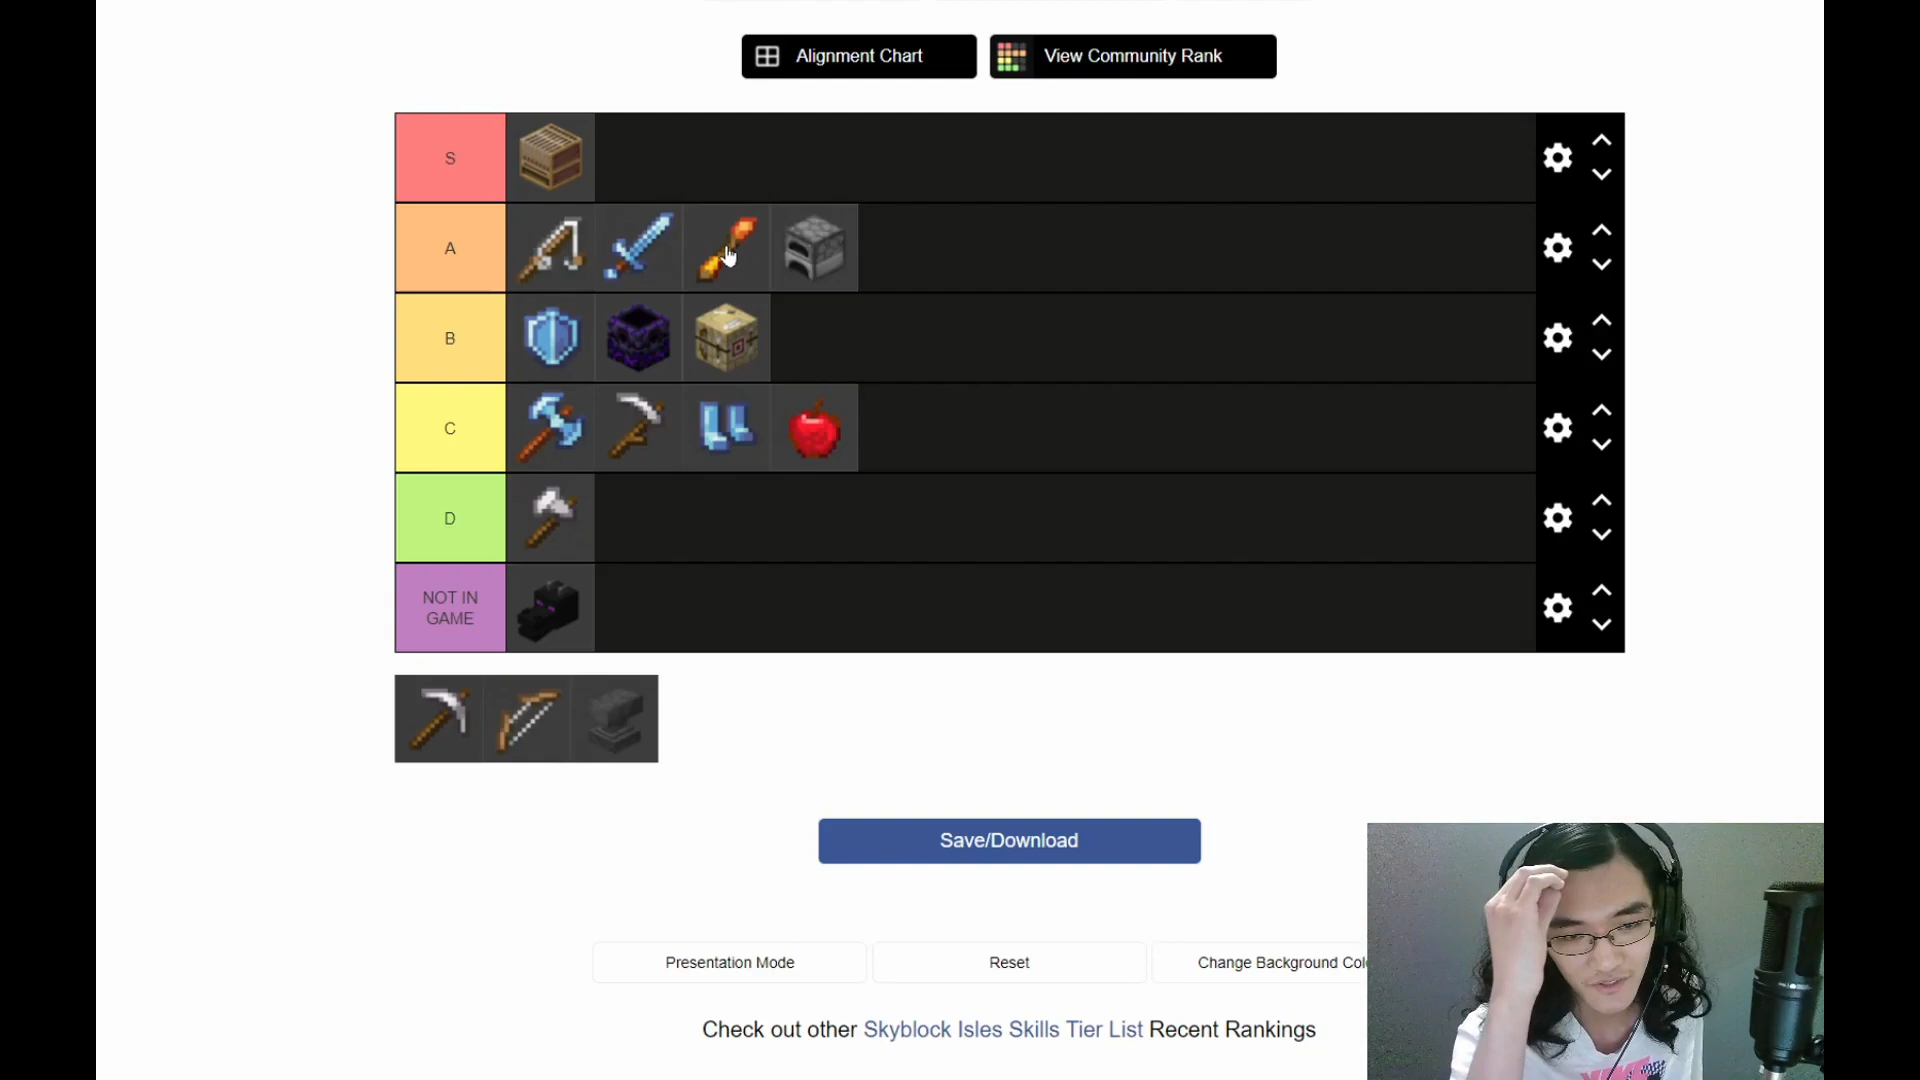 Alignment Chart
View Community Rank
S
A
B
C
D
NOT IN
GAME
Save/Download
Presentation Mode
Reset
Change Background Col
Check out other Skyblock Isles Skills Tier List Recent Rankings